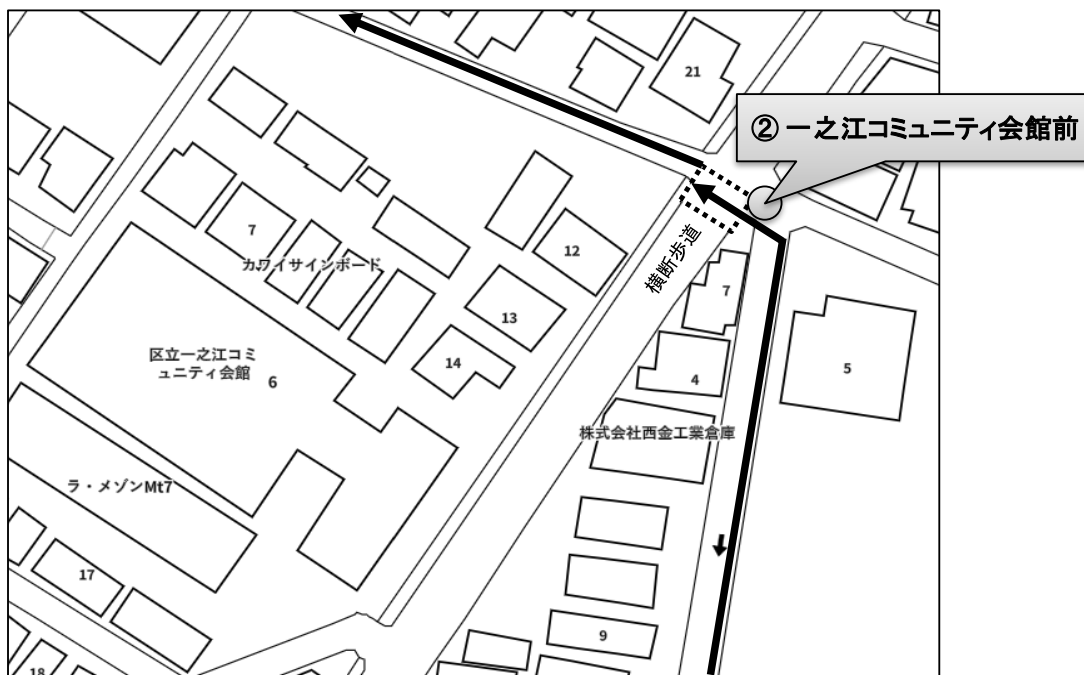 21
② 一之江コミュニティ会館前
7
カワイサインボード
12
横断歩道
7
13
区立一之江コミ
ュニティ会館
6
14
4
5
株式会社西金工業倉庫
ラ・メゾンMt7
17
9
18